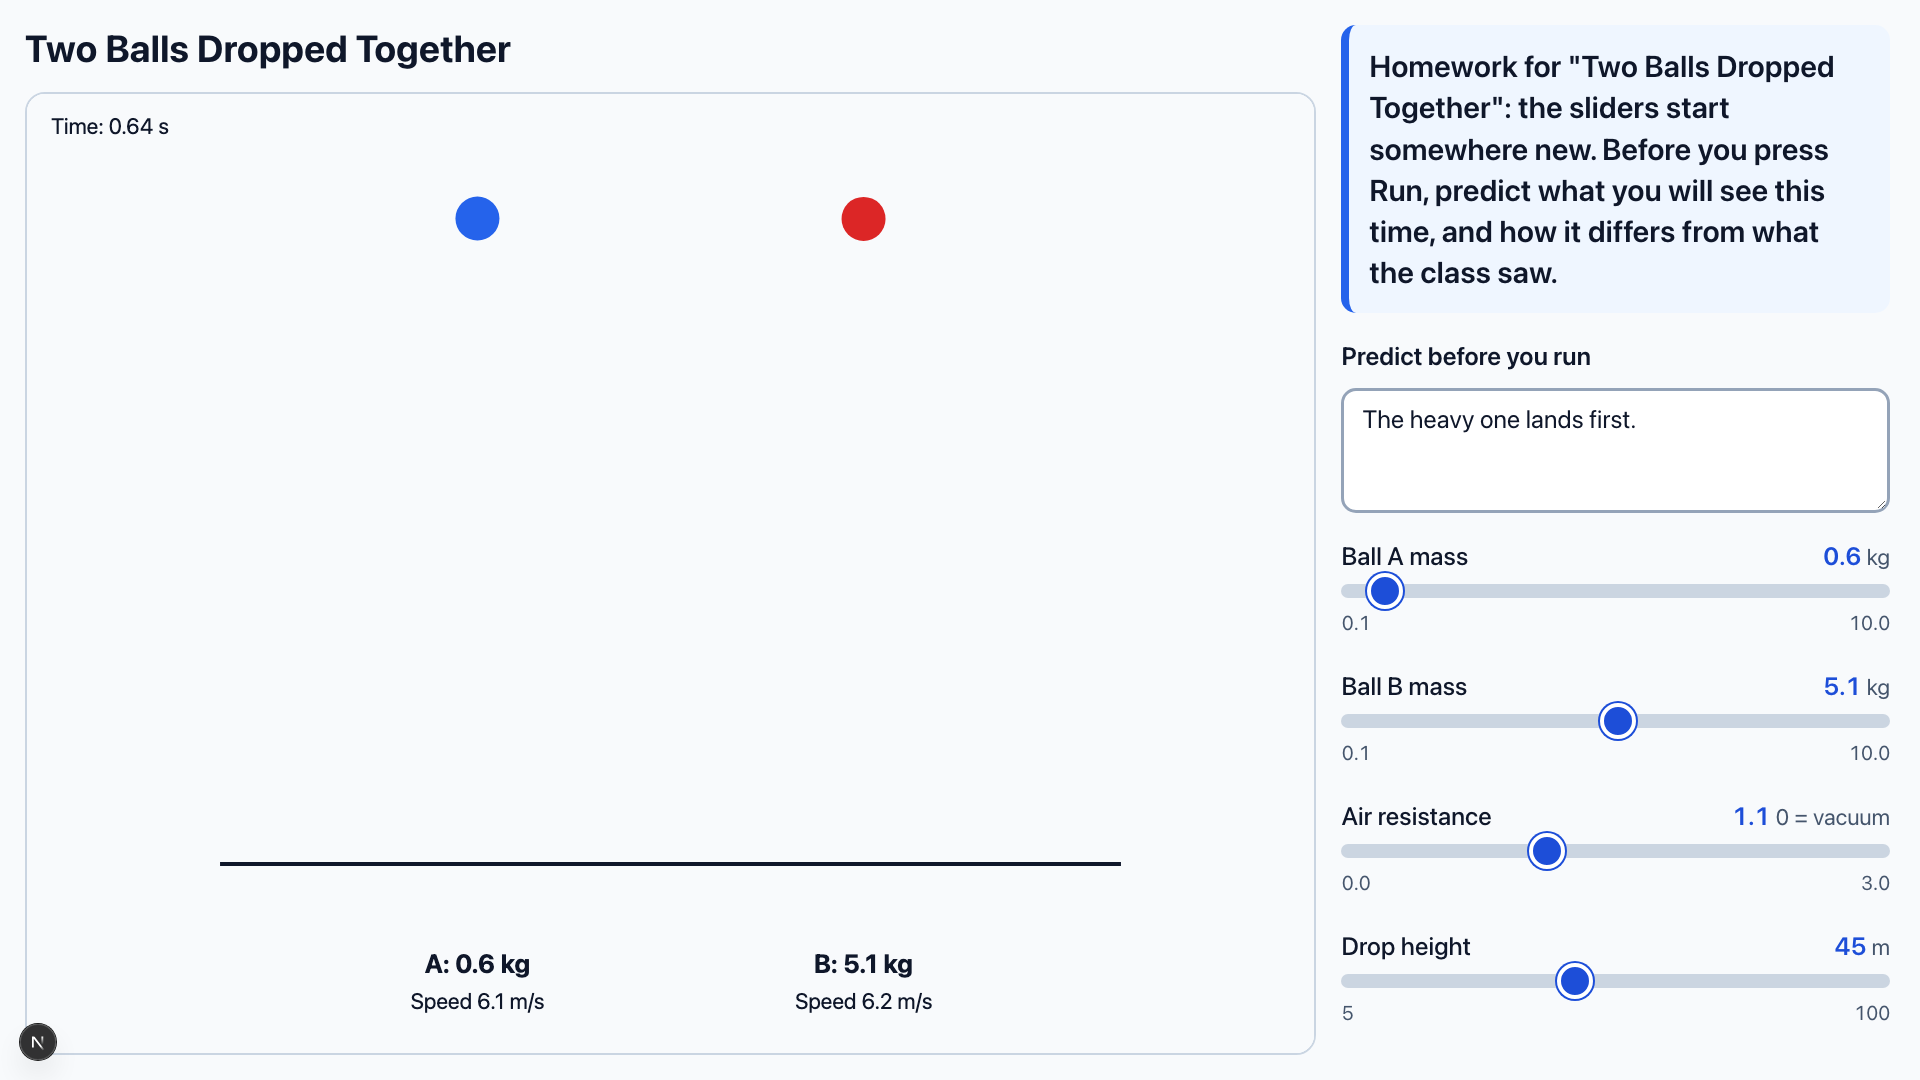 Two Balls Dropped Together
Time: 0.64 s
A: 0.6 kg
Speed 6.1 m/s
B: 5.1 kg
Speed 6.2 m/s
N
Homework for "Two Balls Dropped
Together": the sliders start
somewhere new. Before you press
Run, predict what you will see this
time, and how it differs from what
the class saw.
Predict before you run
The heavy one lands first.
Ball A mass 0.6 kg
0.1 10.0
Ball B mass 5.1 kg
0.1 10.0
Air resistance 1.1 0 = vacuum
0.0 3.0
Drop height 45 m
5 100